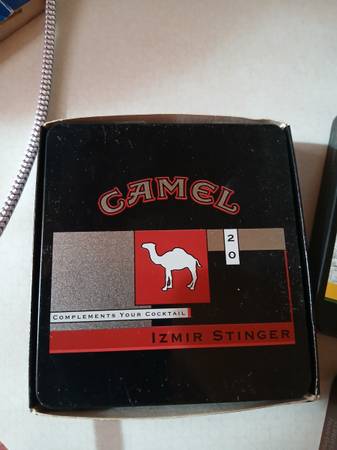 CAMEL
20
COMPLEMENTS YOUR COCKTAIL
IZMIR STINGER